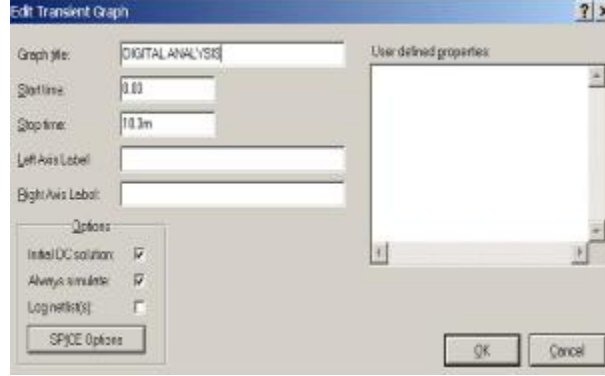 Edit Transient Graph
Graph title:
DIGITAL ANALYSIS
User defined properties:
Start time:
0.00
Stop time:
10.3m
Left Axis Label:
Right Axis Label:
Options
Initial DC solution:
Always simulate:
Log netlist(s):
SPICE Options
OK
Cancel